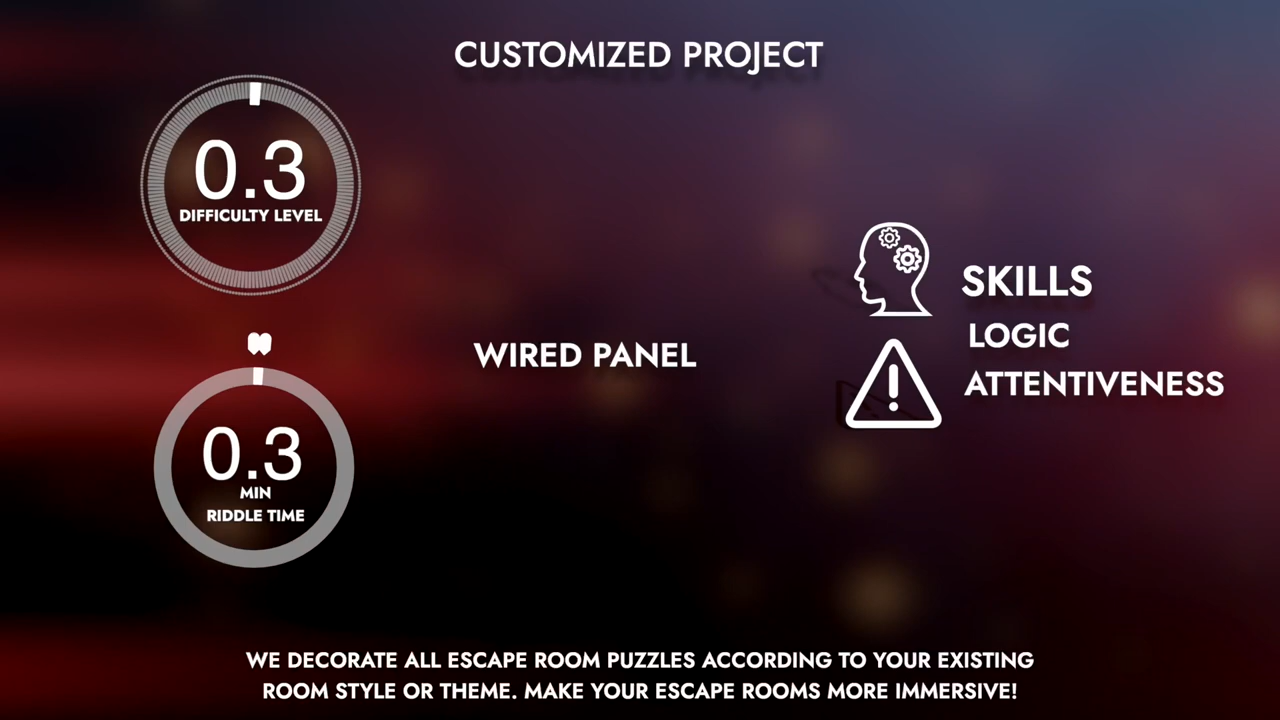 CUSTOMIZED PROJECT
0.3
DIFFICULTY LEVEL
0.3
MIN
RIDDLE TIME
WIRED PANEL
SKILLS
LOGIC
ATTENTIVENESS
WE DECORATE ALL ESCAPE ROOM PUZZLES ACCORDING TO YOUR EXISTING
ROOM STYLE OR THEME. MAKE YOUR ESCAPE ROOMS MORE IMMERSIVE!